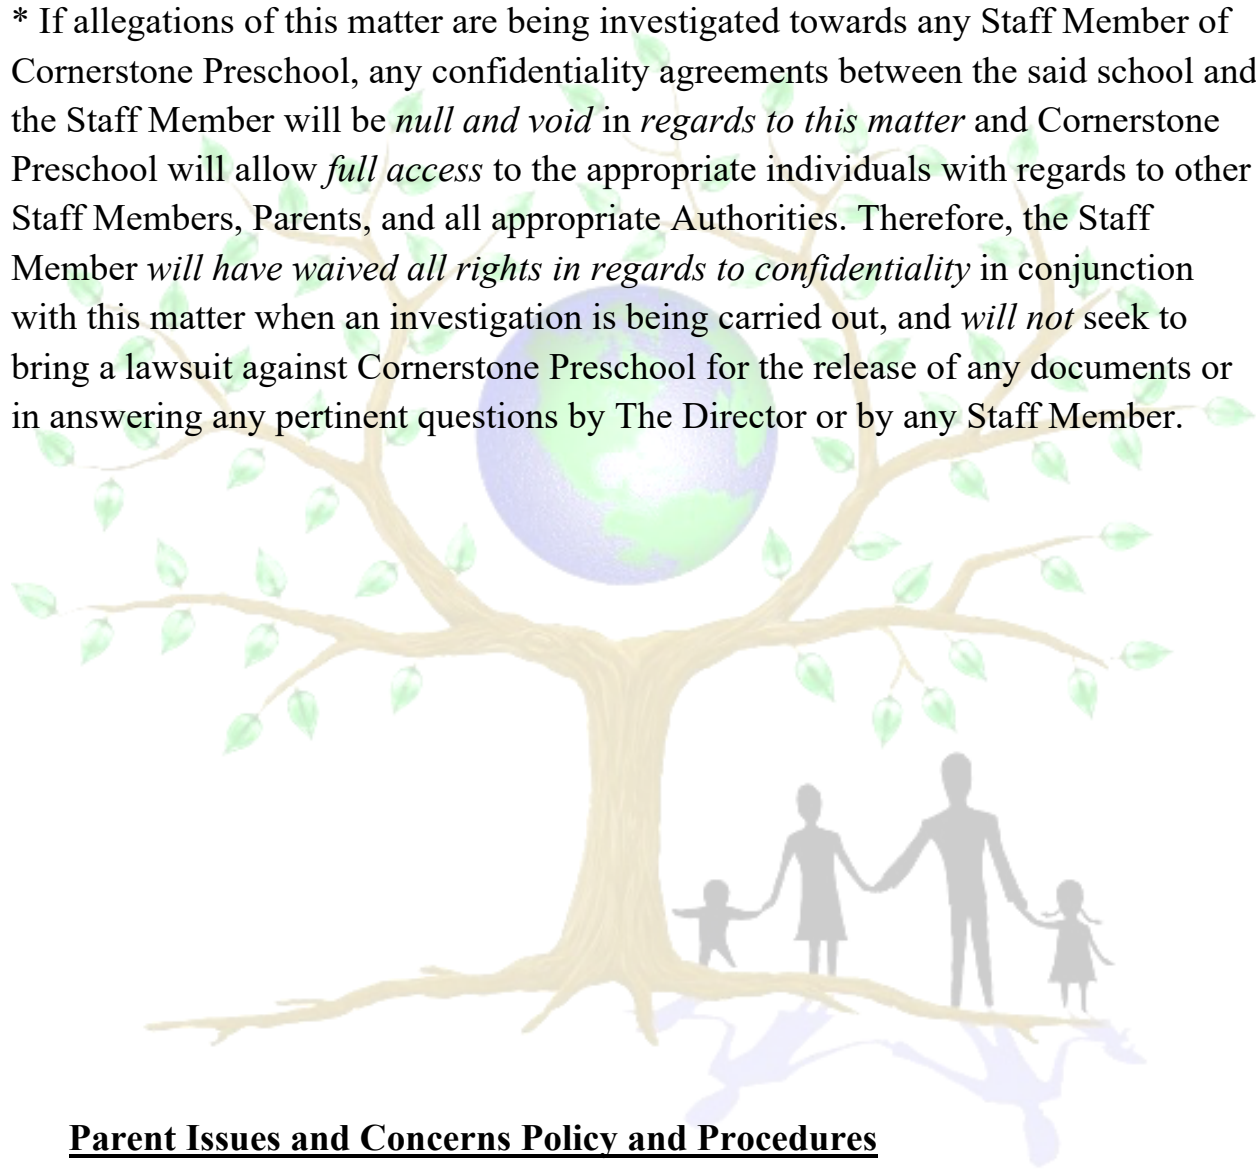 * If allegations of this matter are being investigated towards any Staff Member of
Cornerstone Preschool, any confidentiality agreements between the said school and
the Staff Member will be null and void in regards to this matter and Cornerstone
Preschool will allow full access to the appropriate individuals with regards to other
Staff Members, Parents, and all appropriate Authorities. Therefore, the Staff
Member will have waived all rights in regards to confidentiality in conjunction
with this matter when an investigation is being carried out, and will not seek to
bring a lawsuit against Cornerstone Preschool for the release of any documents or
in answering any pertinent questions by The Director or by any Staff Member.
Parent Issues and Concerns Policy and Procedures